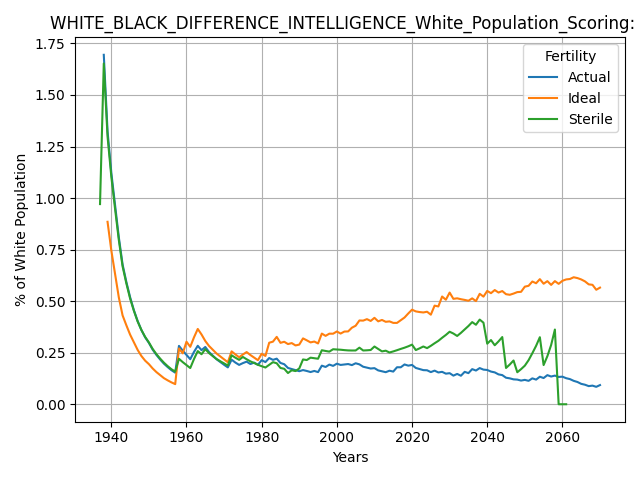 WHITE_BLACK_DIFFERENCE_INTELLIGENCE_White_Population_Scoring:
% of White Population
1.75
1.50
1.25
1.00
0.75
0.50
0.25
0.00
Fertility
Actual
Ideal
Sterile
1940 1960 1980 2000 2020 2040 2060
Years